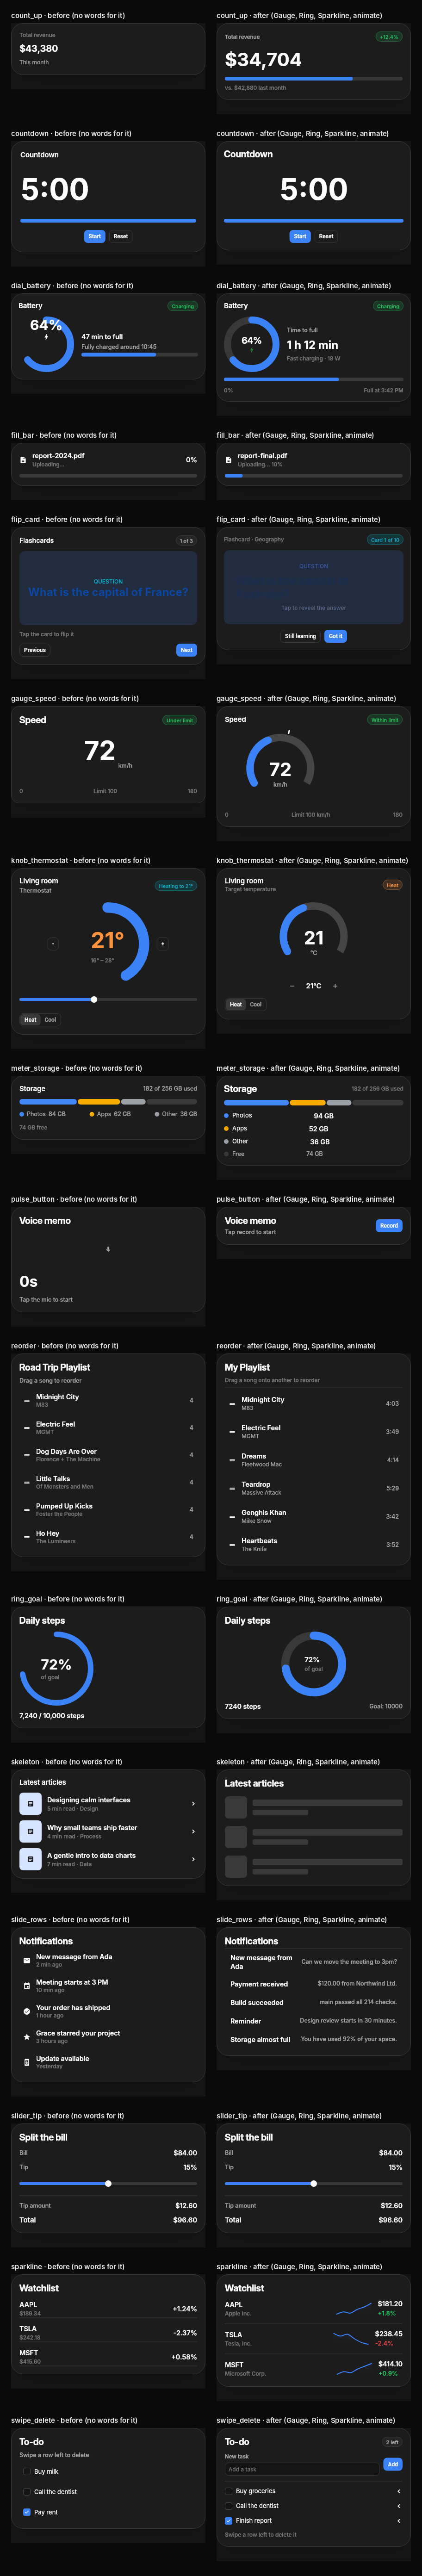 count_up · before (no words for it)
Total revenue
$43,380
This month
count_up · after (Gauge, Ring, Sparkline, animate)
Total revenue
+12.4%
$34,704
vs. $42,880 last month
countdown · before (no words for it)
Countdown
5:00
Start
Reset
countdown · after (Gauge, Ring, Sparkline, animate)
Countdown
5:00
Start
Reset
dial_battery · before (no words for it)
Battery
Charging
64%
47 min to full
Fully charged around 10:45
dial_battery · after (Gauge, Ring, Sparkline, animate)
Battery
Charging
64%
Time to full
1 h 12 min
Fast charging · 18 W
0%
Full at 3:42 PM
fill_bar · before (no words for it)
report-2024.pdf
Uploading...
0%
fill_bar · after (Gauge, Ring, Sparkline, animate)
report-final.pdf
Uploading... 10%
flip_card · before (no words for it)
Flashcards
1 of 3
QUESTION
What is the capital of France?
Tap the card to flip it
Previous
Next
flip_card · after (Gauge, Ring, Sparkline, animate)
Flashcard · Geography
Card 1 of 10
QUESTION
Tap to reveal the answer
Still learning
Got it
gauge_speed · before (no words for it)
Speed
Under limit
72
km/h
0
Limit 100
180
gauge_speed · after (Gauge, Ring, Sparkline, animate)
Speed
Within limit
72
km/h
0
Limit 100 km/h
180
knob_thermostat · before (no words for it)
Living room
Thermostat
Heating to 21°
21°
16° – 28°
-
+
Heat
Cool
knob_thermostat · after (Gauge, Ring, Sparkline, animate)
Living room
Target temperature
Heat
21
°C
− 21°C +
Heat
Cool
meter_storage · before (no words for it)
Storage
182 of 256 GB used
Photos 84 GB
Apps 62 GB
Other 36 GB
74 GB free
meter_storage · after (Gauge, Ring, Sparkline, animate)
Storage
182 of 256 GB used
Photos
94 GB
Apps
52 GB
Other
36 GB
Free
74 GB
pulse_button · before (no words for it)
Voice memo
0s
Tap the mic to start
pulse_button · after (Gauge, Ring, Sparkline, animate)
Voice memo
Tap record to start
Record
reorder · before (no words for it)
Road Trip Playlist
Drag a song to reorder
Midnight City
M83
4
Electric Feel
MGMT
4
Dog Days Are Over
Florence + The Machine
4
Little Talks
Of Monsters and Men
4
Pumped Up Kicks
Foster the People
4
Ho Hey
The Lumineers
4
reorder · after (Gauge, Ring, Sparkline, animate)
My Playlist
Drag a song onto another to reorder
Midnight City
M83
4:03
Electric Feel
MGMT
3:49
Dreams
Fleetwood Mac
4:14
Teardrop
Massive Attack
5:29
Genghis Khan
Miike Snow
3:42
Heartbeats
The Knife
3:52
ring_goal · before (no words for it)
Daily steps
72%
of goal
7,240 / 10,000 steps
ring_goal · after (Gauge, Ring, Sparkline, animate)
Daily steps
72%
of goal
7240 steps
Goal: 10000
skeleton · before (no words for it)
Latest articles
Designing calm interfaces
5 min read · Design
Why small teams ship faster
4 min read · Process
A gentle intro to data charts
7 min read · Data
skeleton · after (Gauge, Ring, Sparkline, animate)
Latest articles
slide_rows · before (no words for it)
Notifications
New message from Ada
2 min ago
Meeting starts at 3 PM
10 min ago
Your order has shipped
1 hour ago
Grace starred your project
3 hours ago
Update available
Yesterday
slide_rows · after (Gauge, Ring, Sparkline, animate)
Notifications
New message from Ada
Can we move the meeting to 3pm?
Payment received
$120.00 from Northwind Ltd.
Build succeeded
main passed all 214 checks.
Reminder
Design review starts in 30 minutes.
Storage almost full
You have used 92% of your space.
slider_tip · before (no words for it)
Split the bill
Bill
$84.00
Tip
15%
Tip amount
$12.60
Total
$96.60
slider_tip · after (Gauge, Ring, Sparkline, animate)
Split the bill
Bill
$84.00
Tip
15%
Tip amount
$12.60
Total
$96.60
sparkline · before (no words for it)
Watchlist
AAPL
$189.34
+1.24%
TSLA
$242.18
-2.37%
MSFT
$415.60
+0.58%
sparkline · after (Gauge, Ring, Sparkline, animate)
Watchlist
AAPL
Apple Inc.
$181.20
+1.8%
TSLA
Tesla, Inc.
$238.45
-2.4%
MSFT
Microsoft Corp.
$414.10
+0.9%
swipe_delete · before (no words for it)
To-do
Swipe a row left to delete
Buy milk
Call the dentist
Pay rent
swipe_delete · after (Gauge, Ring, Sparkline, animate)
To-do
2 left
New task
Add a task
Add
Buy groceries
Call the dentist
Finish report
Swipe a row left to delete it